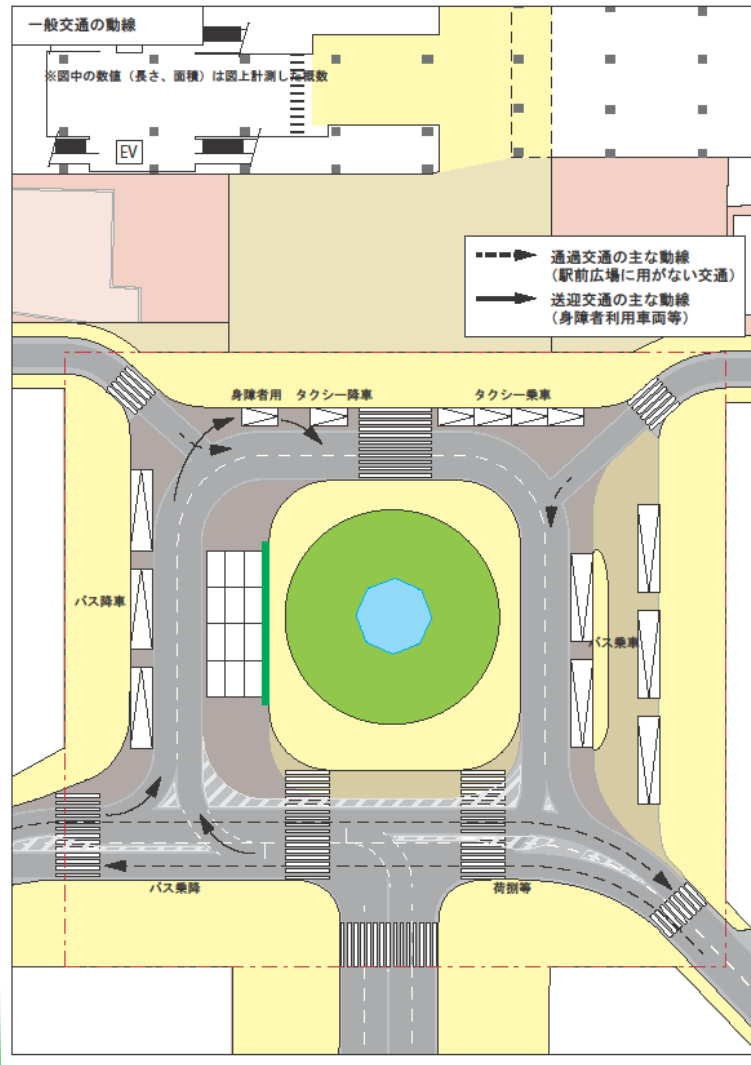 一般交通の動線
※図中の数値（長さ、面積）は図上計測した概数
EV
通過交通の主な動線
（駅前広場に用がない交通）
送迎交通の主な動線
（身障者利用車両等）
身障者用 タクシー降車 タクシー乗車
バス降車
バス乗車
バス乗降 荷捌等